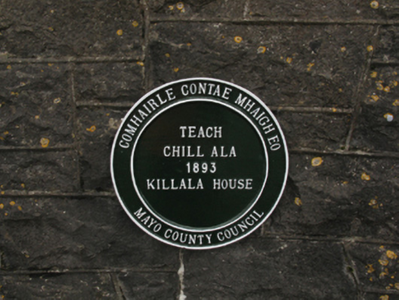 COMHAIRLE CONTAE MHAIGH EO
TEACH
CHILL ALA
1893
KILLALA HOUSE
MAYO COUNTY COUNCIL